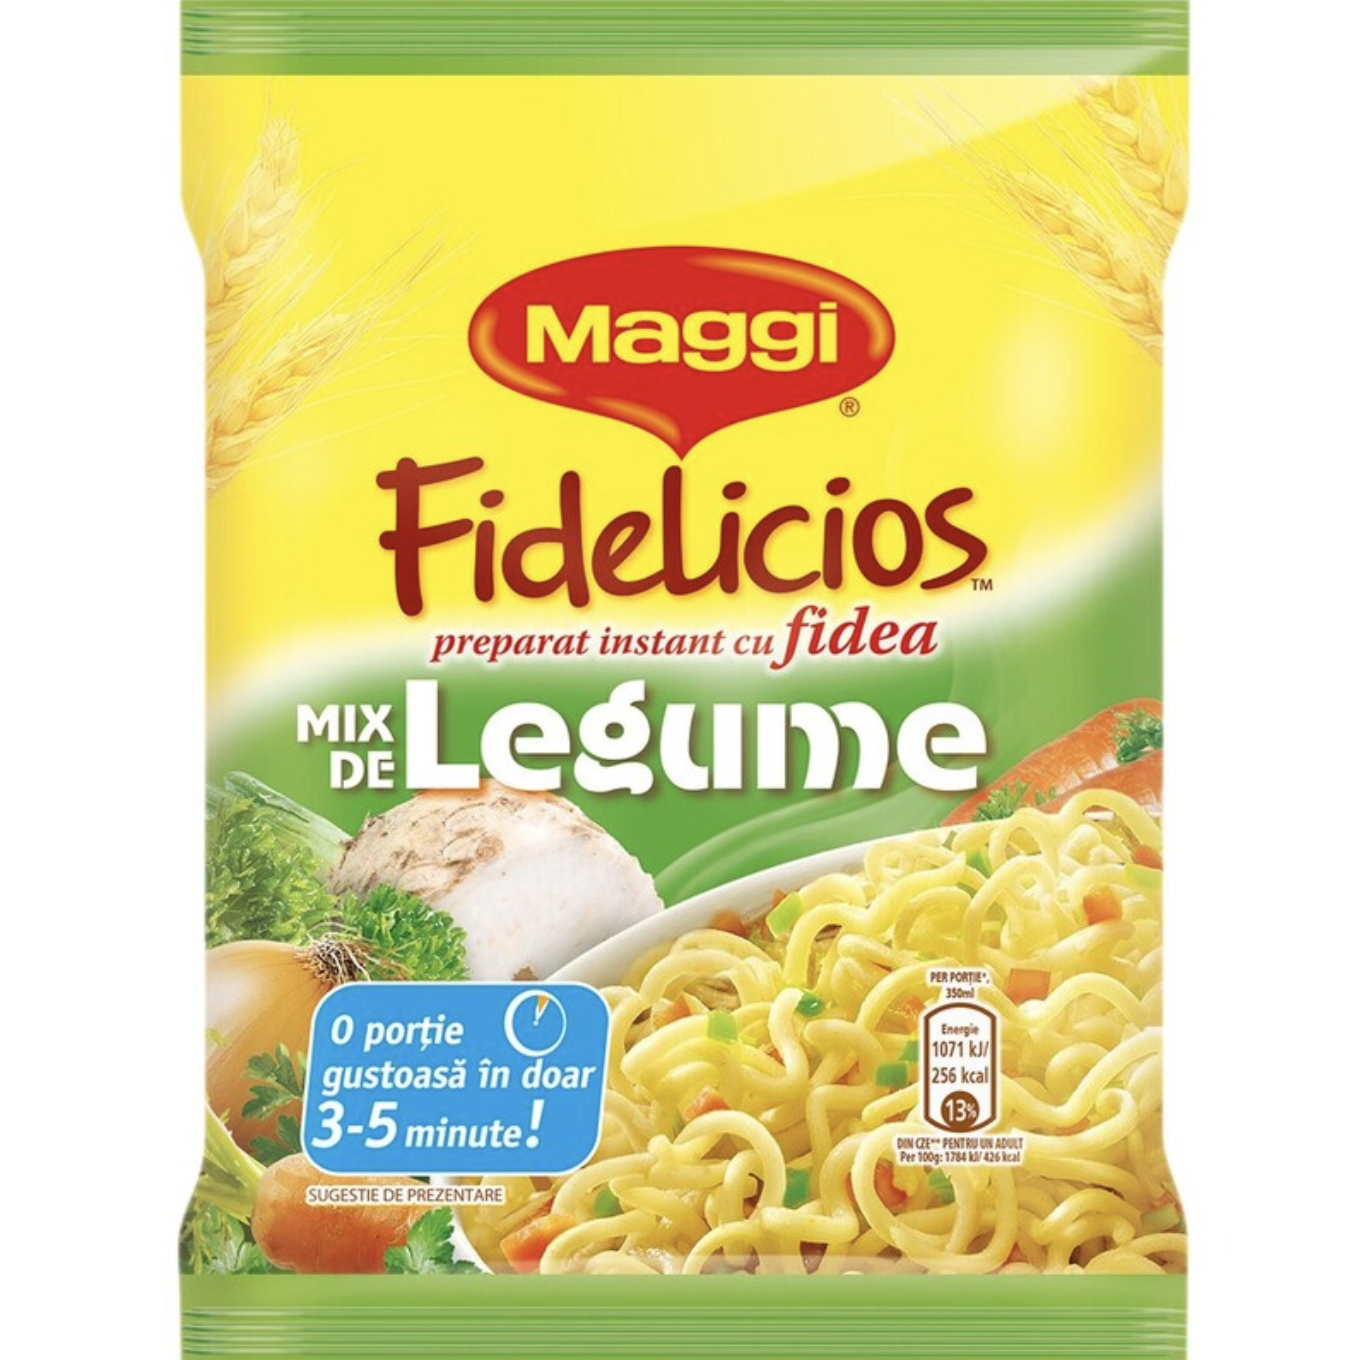 Maggi
®
Fidelicios
™
preparat instant cu fidea
MIX
DE Legume
O porție
gustoasă în doar
3-5 minute!
SUGESTIE DE PREZENTARE
PER PORȚIE*,
350ml
Energie
1071 kJ/
256 kcal
13%
DIN CZE** PENTRU UN ADULT
Per 100g: 1784 kJ/ 426 kcal